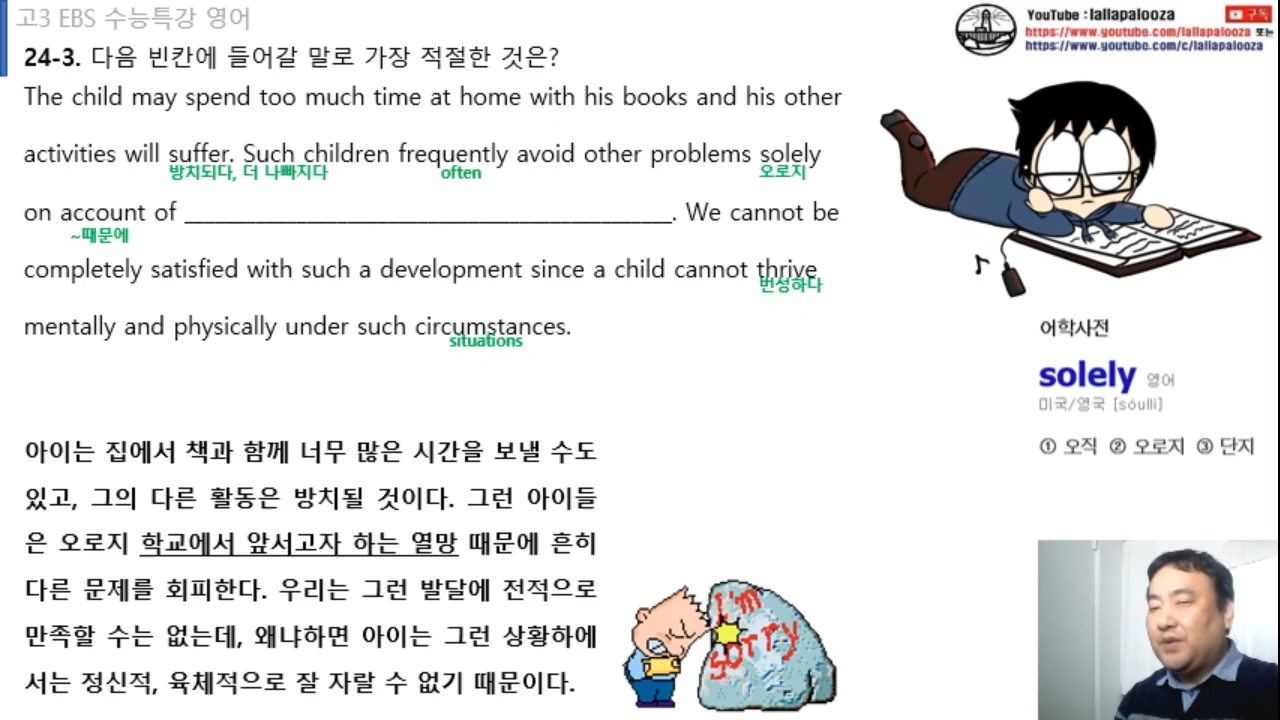 고3 EBS 수능특강 영어
YouTube : lallapalooza
구독
https://www.youtube.com/lallapalooza 또는
https://www.youtube.com/c/lallapalooza
24-3. 다음 빈칸에 들어갈 말로 가장 적절한 것은?
The child may spend too much time at home with his books and his other
activities will suffer. Such children frequently avoid other problems solely
방치되다, 더 나빠지다
often
오로지
on account of ________________________________________. We cannot be
~때문에
completely satisfied with such a development since a child cannot thrive
번성하다
mentally and physically under such circumstances.
situations
어학사전
solely 영어
미국/영국 [sóulli]
① 오직 ② 오로지 ③ 단지
아이는 집에서 책과 함께 너무 많은 시간을 보낼 수도
있고, 그의 다른 활동은 방치될 것이다. 그런 아이들
은 오로지 학교에서 앞서고자 하는 열망 때문에 흔히
다른 문제를 회피한다. 우리는 그런 발달에 전적으로
만족할 수는 없는데, 왜냐하면 아이는 그런 상황하에
서는 정신적, 육체적으로 잘 자랄 수 없기 때문이다.
I'm
sorry